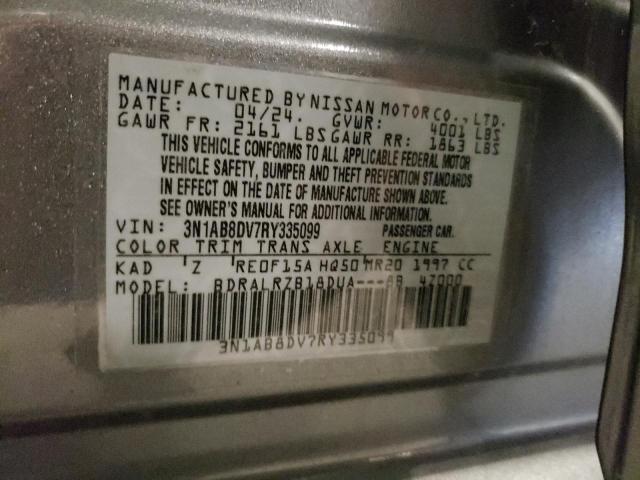 MANUFACTURED BY NISSAN MOTOR CO., LTD.
DATE: 04/24. GVWR: 4001 LBS
GAWR FR: 2161 LBS GAWR RR: 1863 LBS
THIS VEHICLE CONFORMS TO ALL APPLICABLE FEDERAL MOTOR
VEHICLE SAFETY, BUMPER AND THEFT PREVENTION STANDARDS
IN EFFECT ON THE DATE OF MANUFACTURE SHOWN ABOVE.
SEE OWNER'S MANUAL FOR ADDITIONAL INFORMATION.
VIN: 3N1AB8DV7RY335099 PASSENGER CAR.
COLOR TRIM TRANS AXLE ENGINE
KAD Z RE0F15A HQ50 MR20 1997 CC
MODEL: BDRALRZB18DUA---AB 4Z000
3N1AB8DV7RY335099